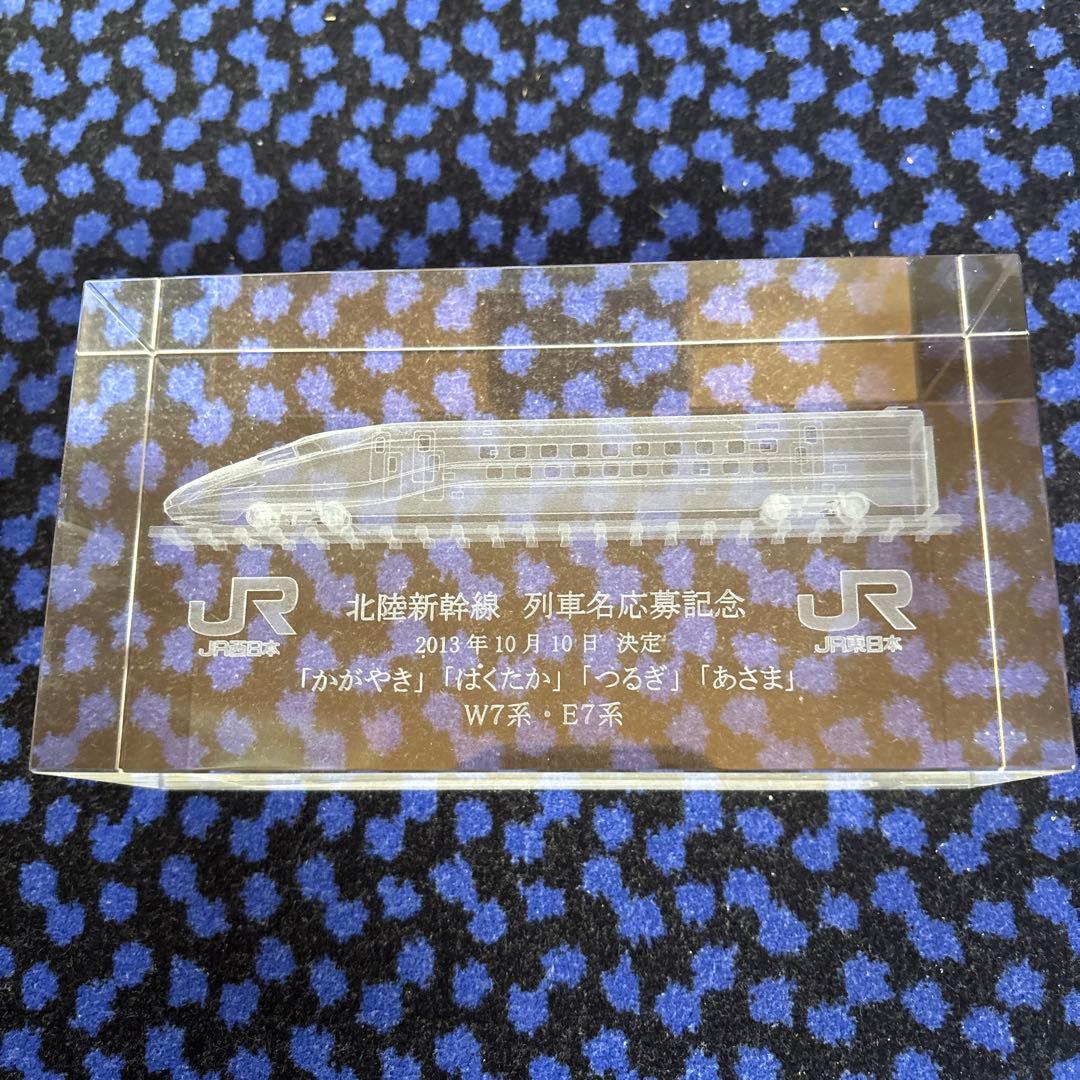 JR
JR西日本
北陸新幹線 列車名応募記念
2013年10月10日 決定
「かがやき」「はくたか」「つるぎ」「あさま」
W7系・E7系
JR
JR東日本